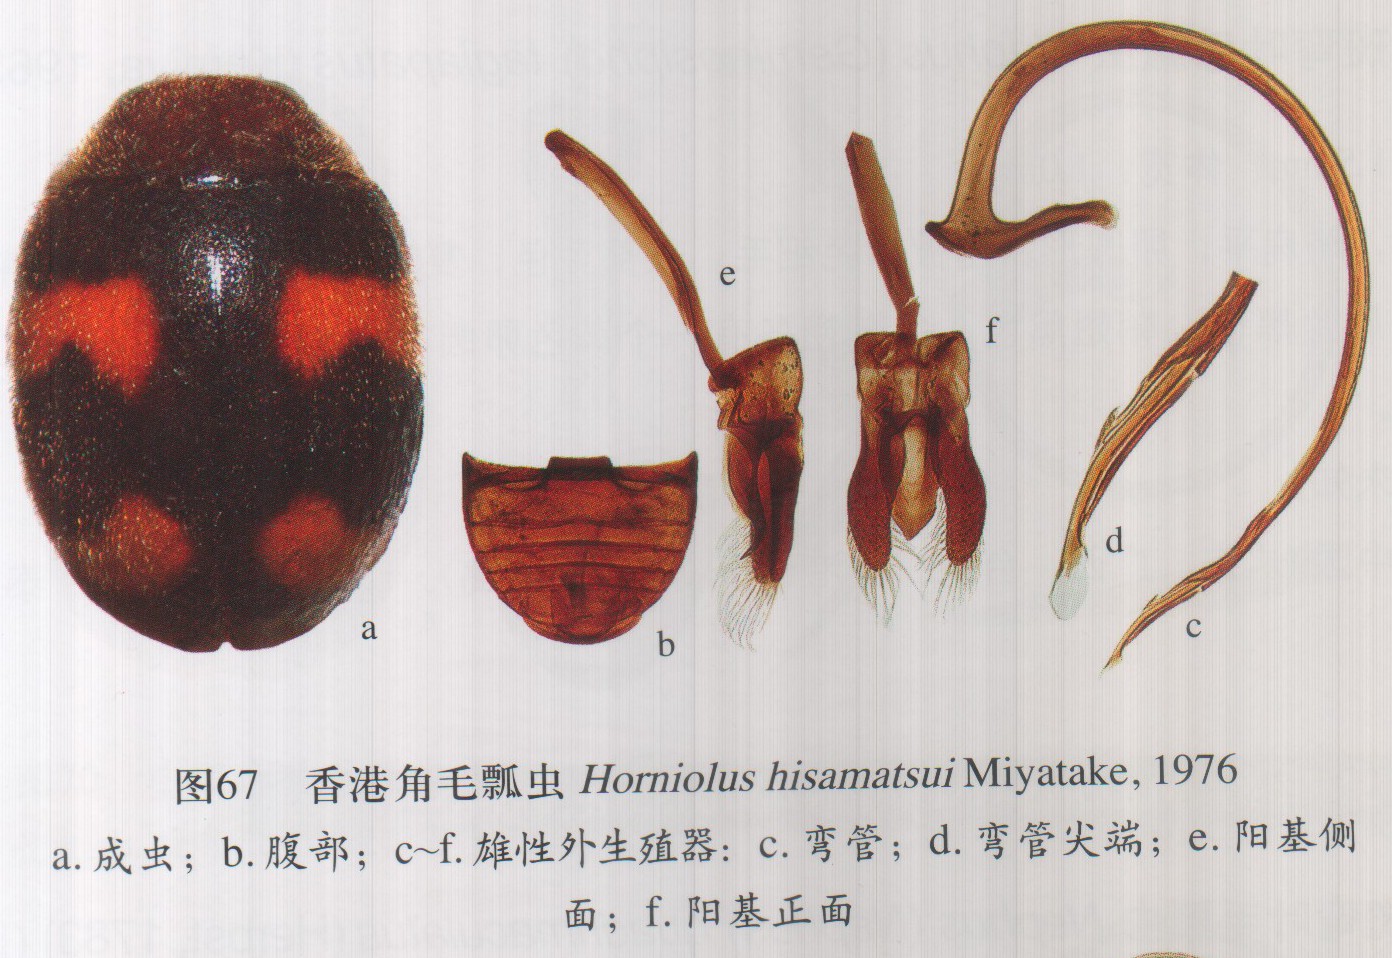 e
f
d
a
b
c
图67 香港角毛瓢虫 Horniolus hisamatsui Miyatake, 1976
a. 成虫；b. 腹部；c~f. 雄性外生殖器：c. 弯管；d. 弯管尖端；e. 阳基侧
面；f. 阳基正面